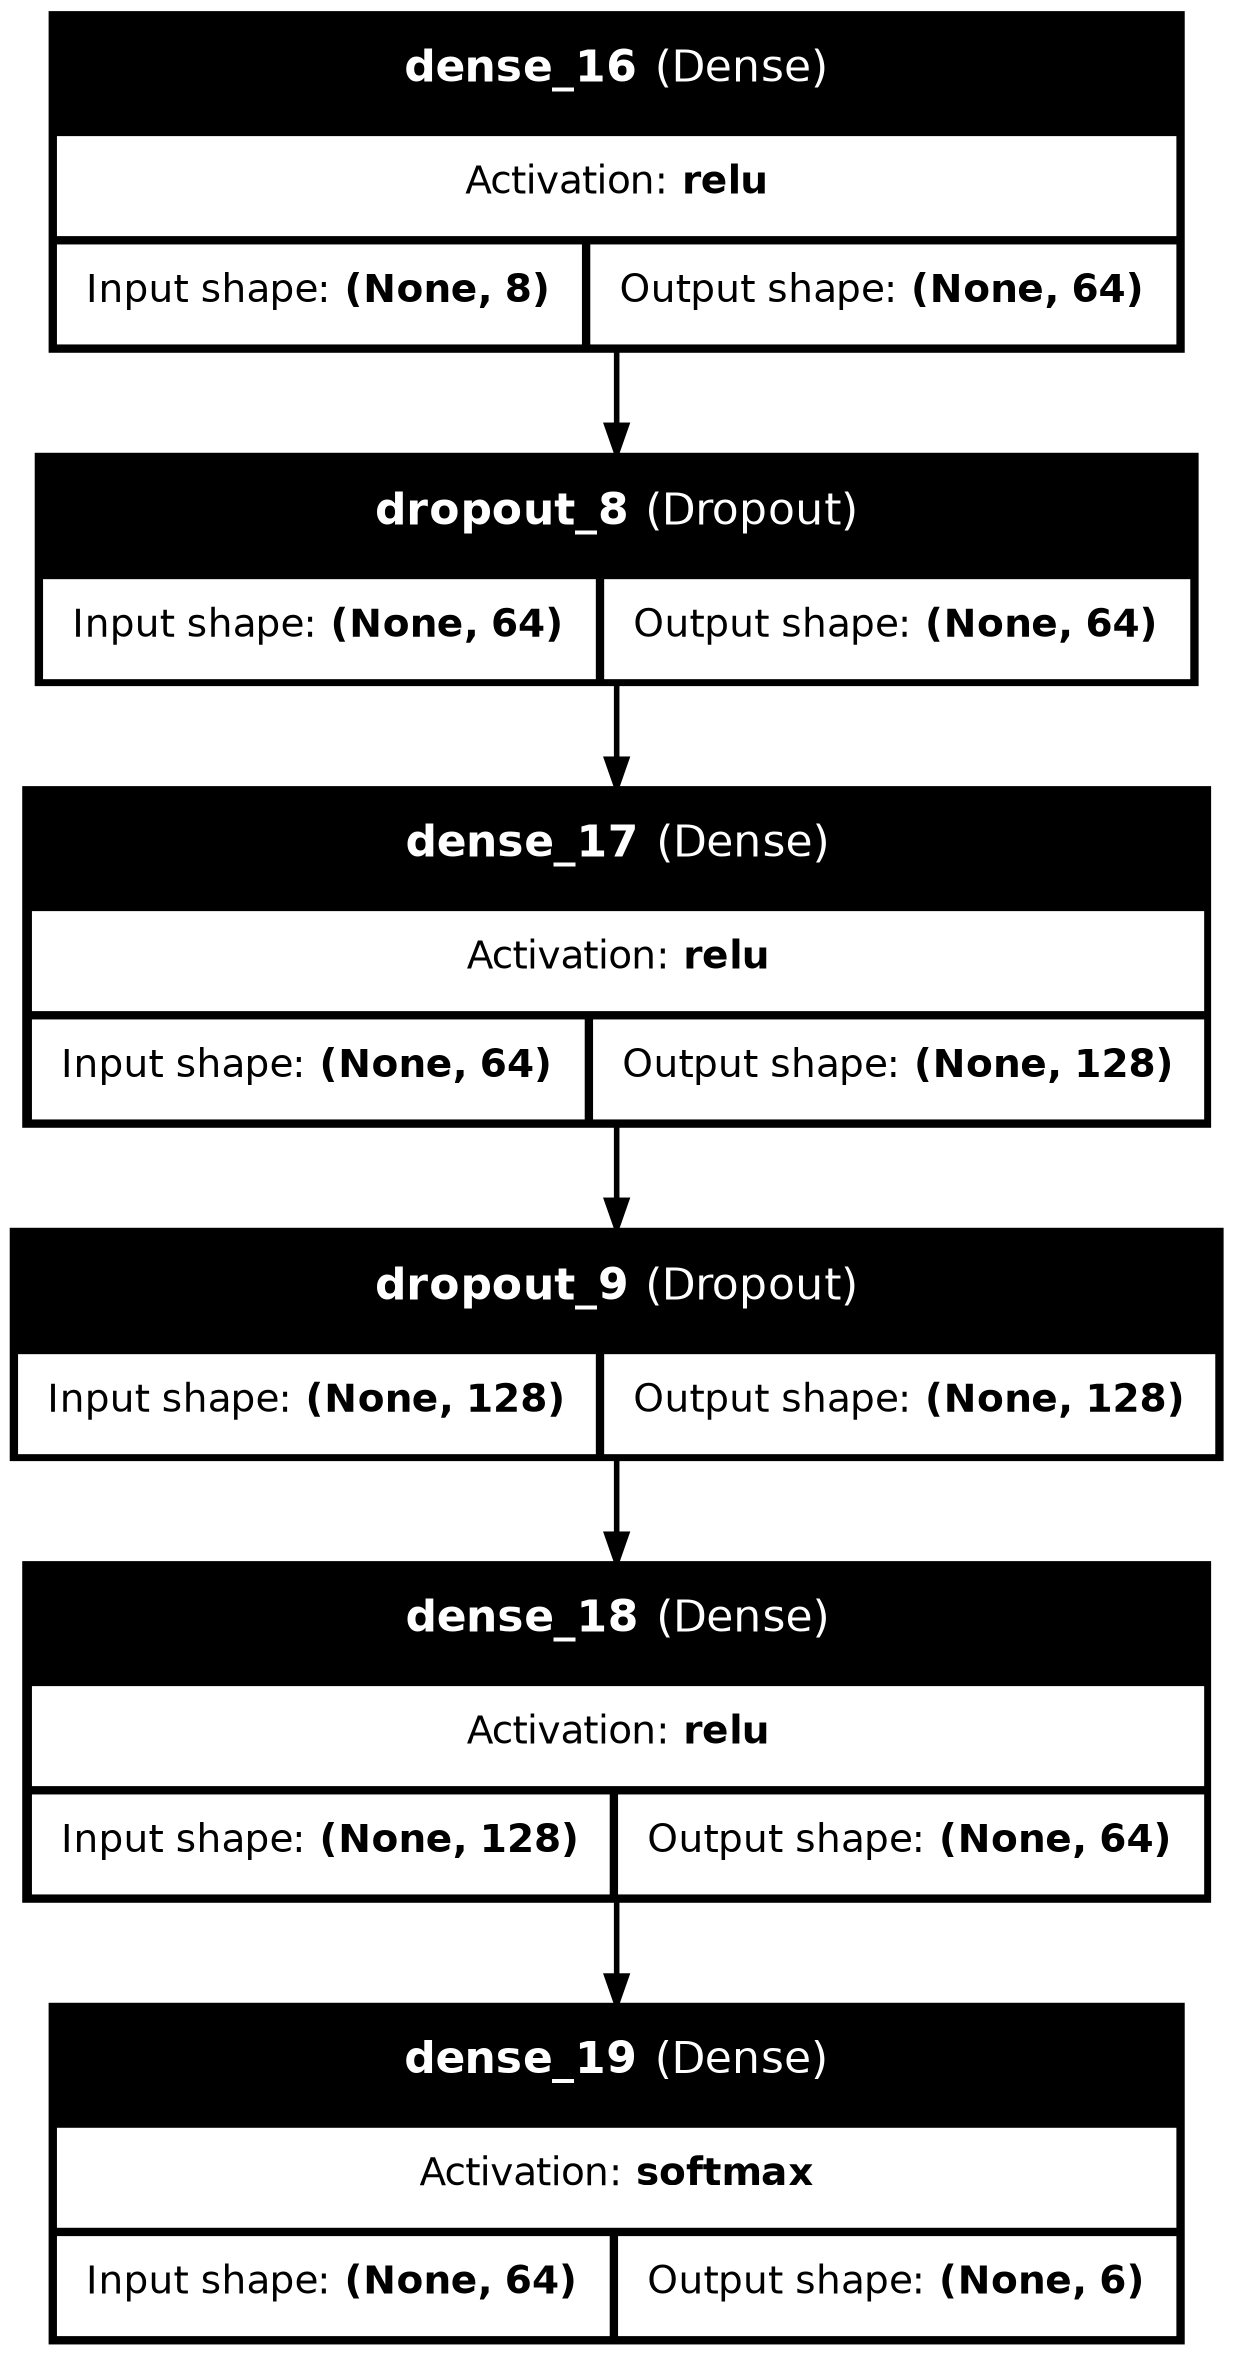 dense_16 (Dense)
Activation: relu
Input shape: (None, 8) Output shape: (None, 64)
dropout_8 (Dropout)
Input shape: (None, 64) Output shape: (None, 64)
dense_17 (Dense)
Activation: relu
Input shape: (None, 64) Output shape: (None, 128)
dropout_9 (Dropout)
Input shape: (None, 128) Output shape: (None, 128)
dense_18 (Dense)
Activation: relu
Input shape: (None, 128) Output shape: (None, 64)
dense_19 (Dense)
Activation: softmax
Input shape: (None, 64) Output shape: (None, 6)